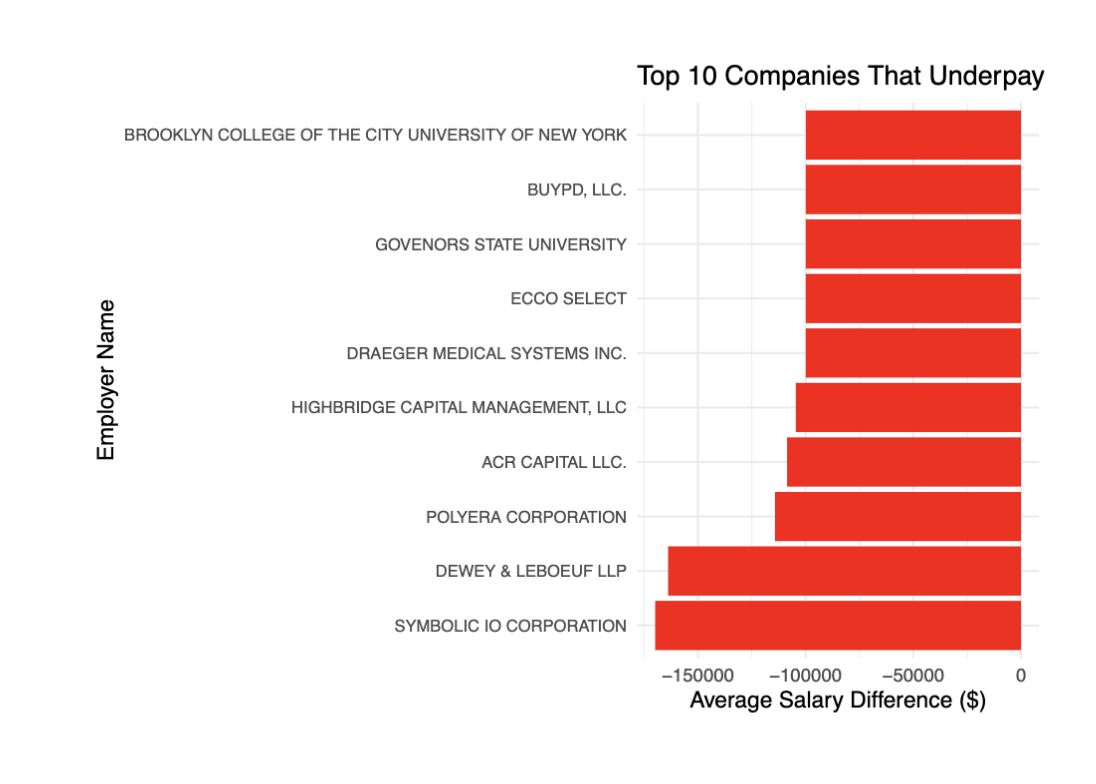 Top 10 Companies That Underpay
BROOKLYN COLLEGE OF THE CITY UNIVERSITY OF NEW YORK
BUYPD, LLC.
GOVENORS STATE UNIVERSITY
ECCO SELECT
DRAEGER MEDICAL SYSTEMS INC.
HIGHBRIDGE CAPITAL MANAGEMENT, LLC
ACR CAPITAL LLC.
POLYERA CORPORATION
DEWEY & LEBOEUF LLP
SYMBOLIC IO CORPORATION
Employer Name
−150000 −100000 −50000 0
Average Salary Difference ($)